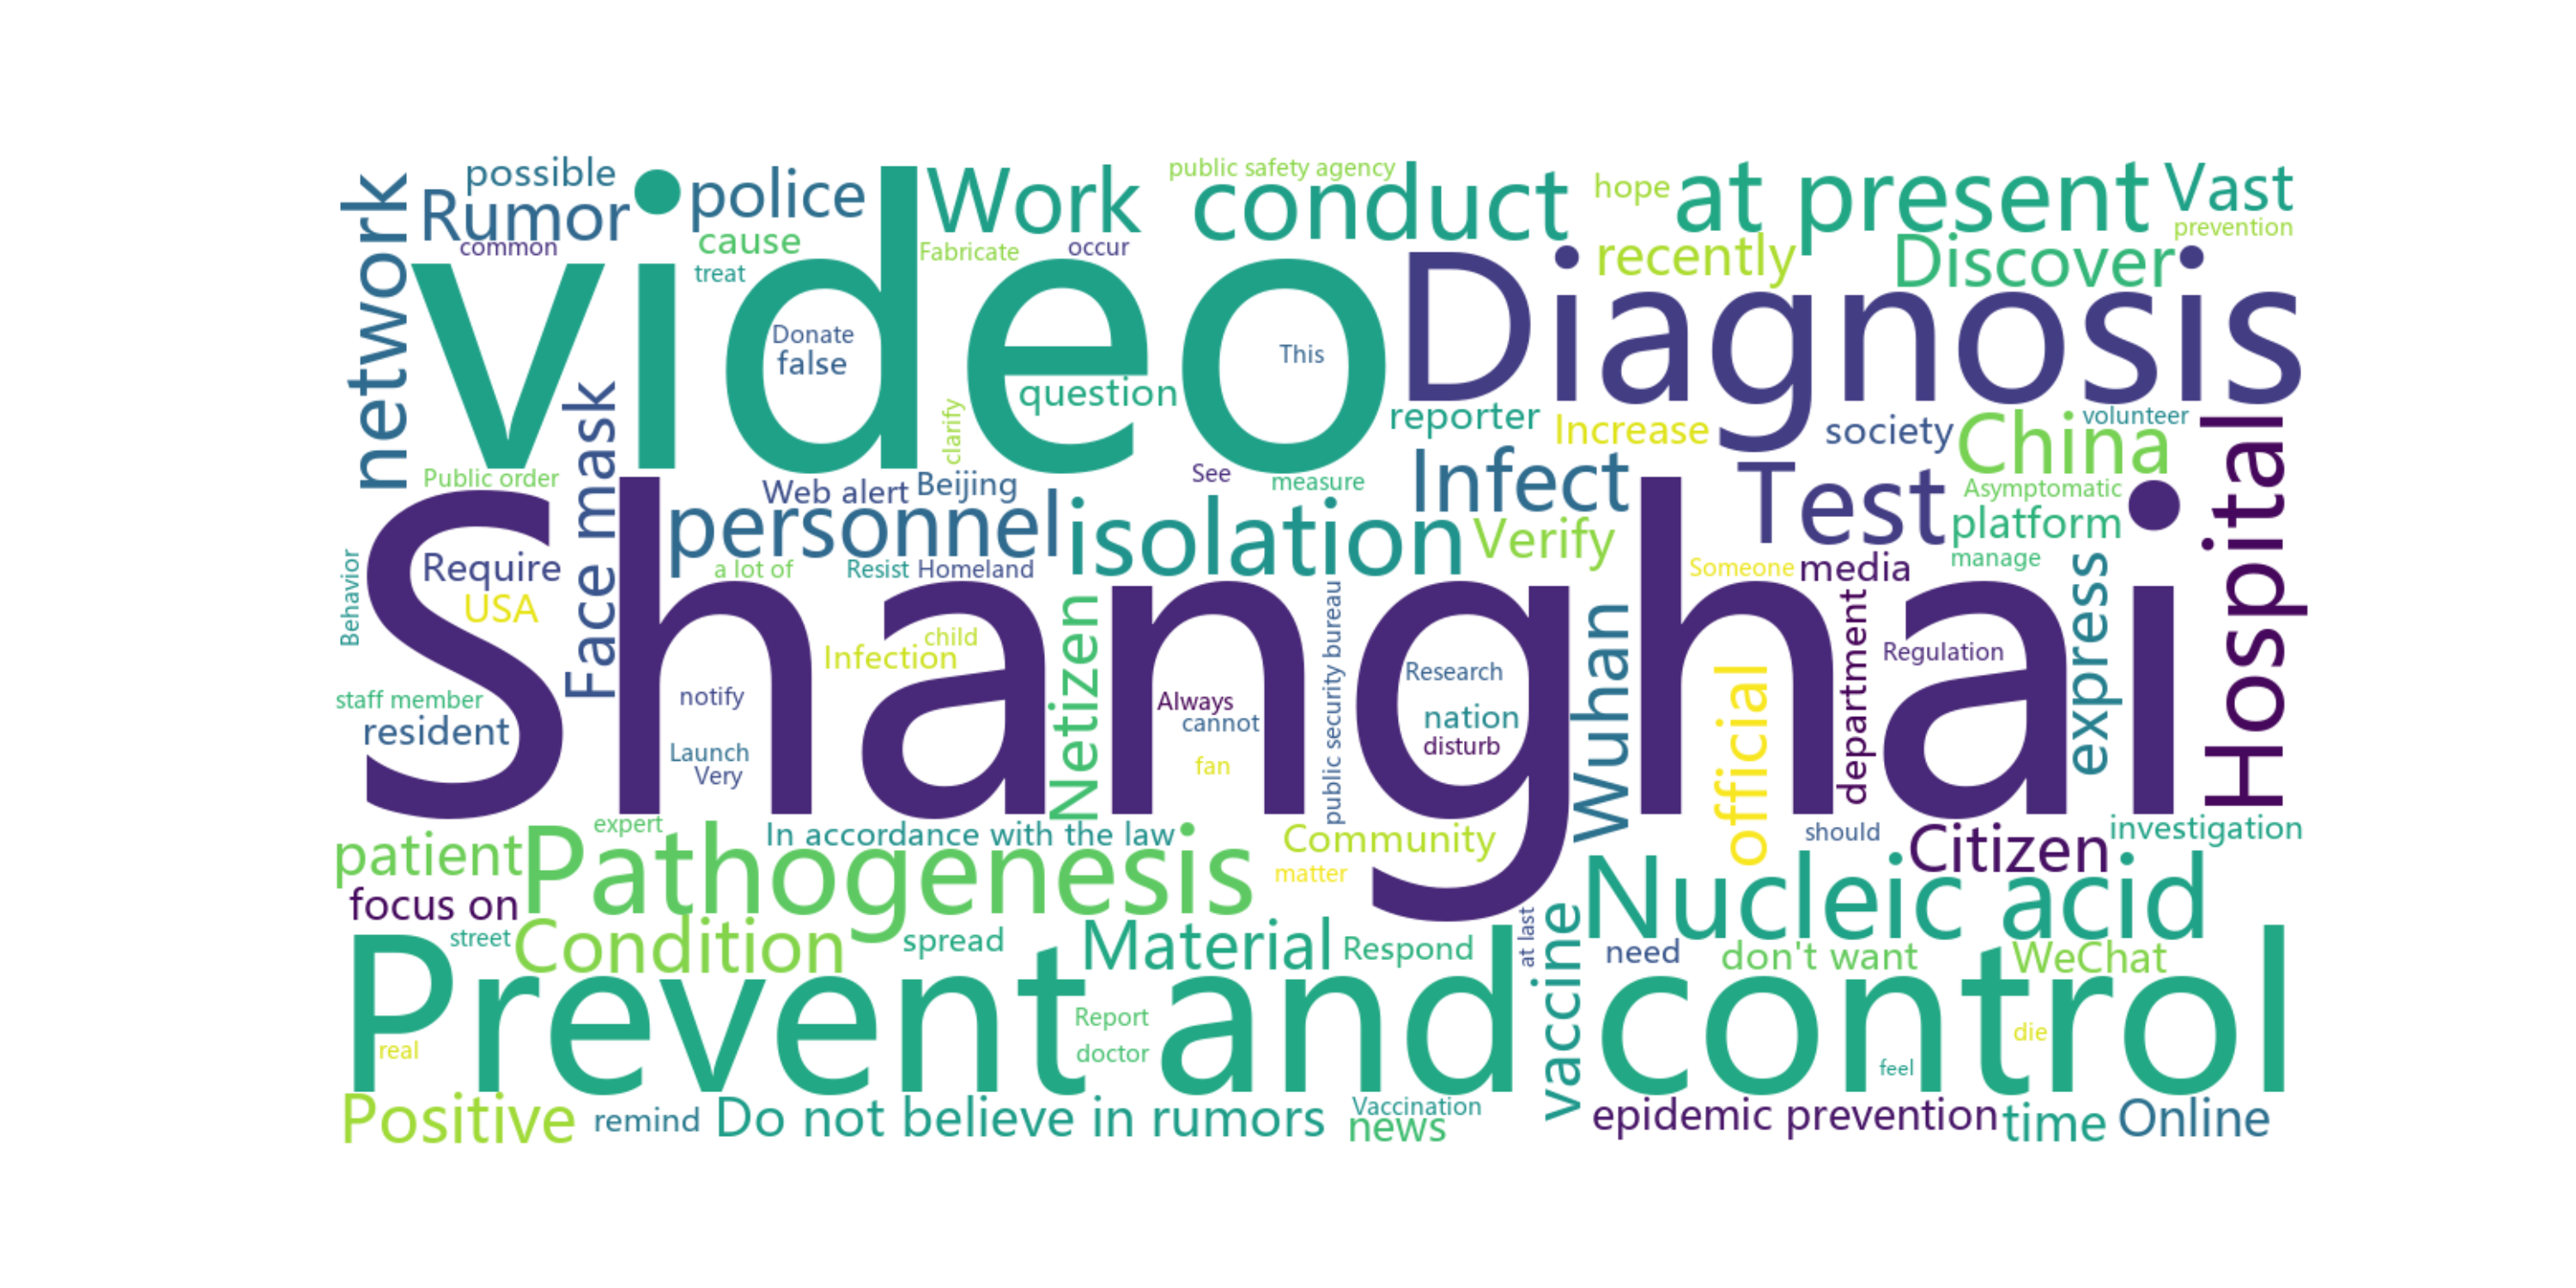 possible
Rumor
police
Work
public safety agency
conduct
hope
at present
Vast
prevention
common
cause
Fabricate
occur
recently
Discover
network
video
treat
Diagnosis
Donate
false
This
question
clarify
reporter
Increase
society
China
volunteer
Face mask
Public order
Web alert
Beijing
See
measure
Infect
Test
Asymptomatic
Hospital
personnel
isolation
Verify
platform
Shanghai
Behavior
Require
USA
a lot of
Resist
Homeland
Someone
media
manage
express
child
Infection
Netizen
public security bureau
Research
Wuhan
official
department
Regulation
staff member
resident
notify
Always
cannot
nation
disturb
Launch
Very
fan
expert
In accordance with the law
patient
Pathogenesis
Community
matter
should
Citizen
investigation
focus on
Nucleic acid
street
Condition
spread
Material
Respond
at last
vaccine
need
don't want
WeChat
Prevent and control
Report
real
doctor
die
feel
Positive
remind
Do not believe in rumors
Vaccination
news
epidemic prevention
time
Online